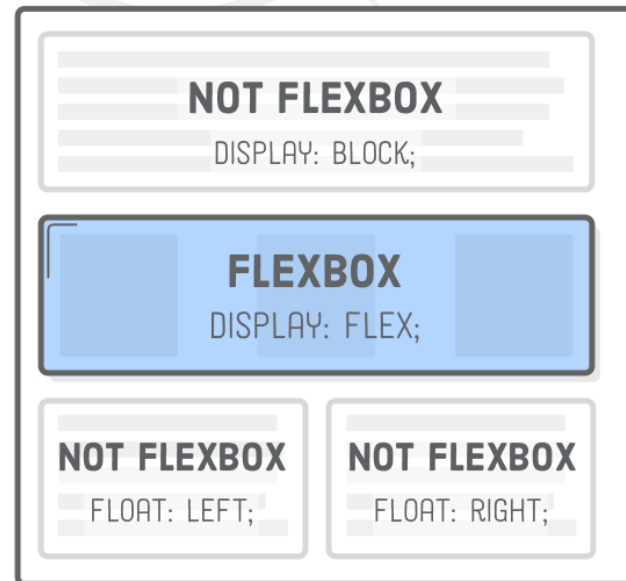 NOT FLEXBOX
DISPLAY: BLOCK;
FLEXBOX
DISPLAY: FLEX;
NOT FLEXBOX
FLOAT: LEFT;
NOT FLEXBOX
FLOAT: RIGHT;